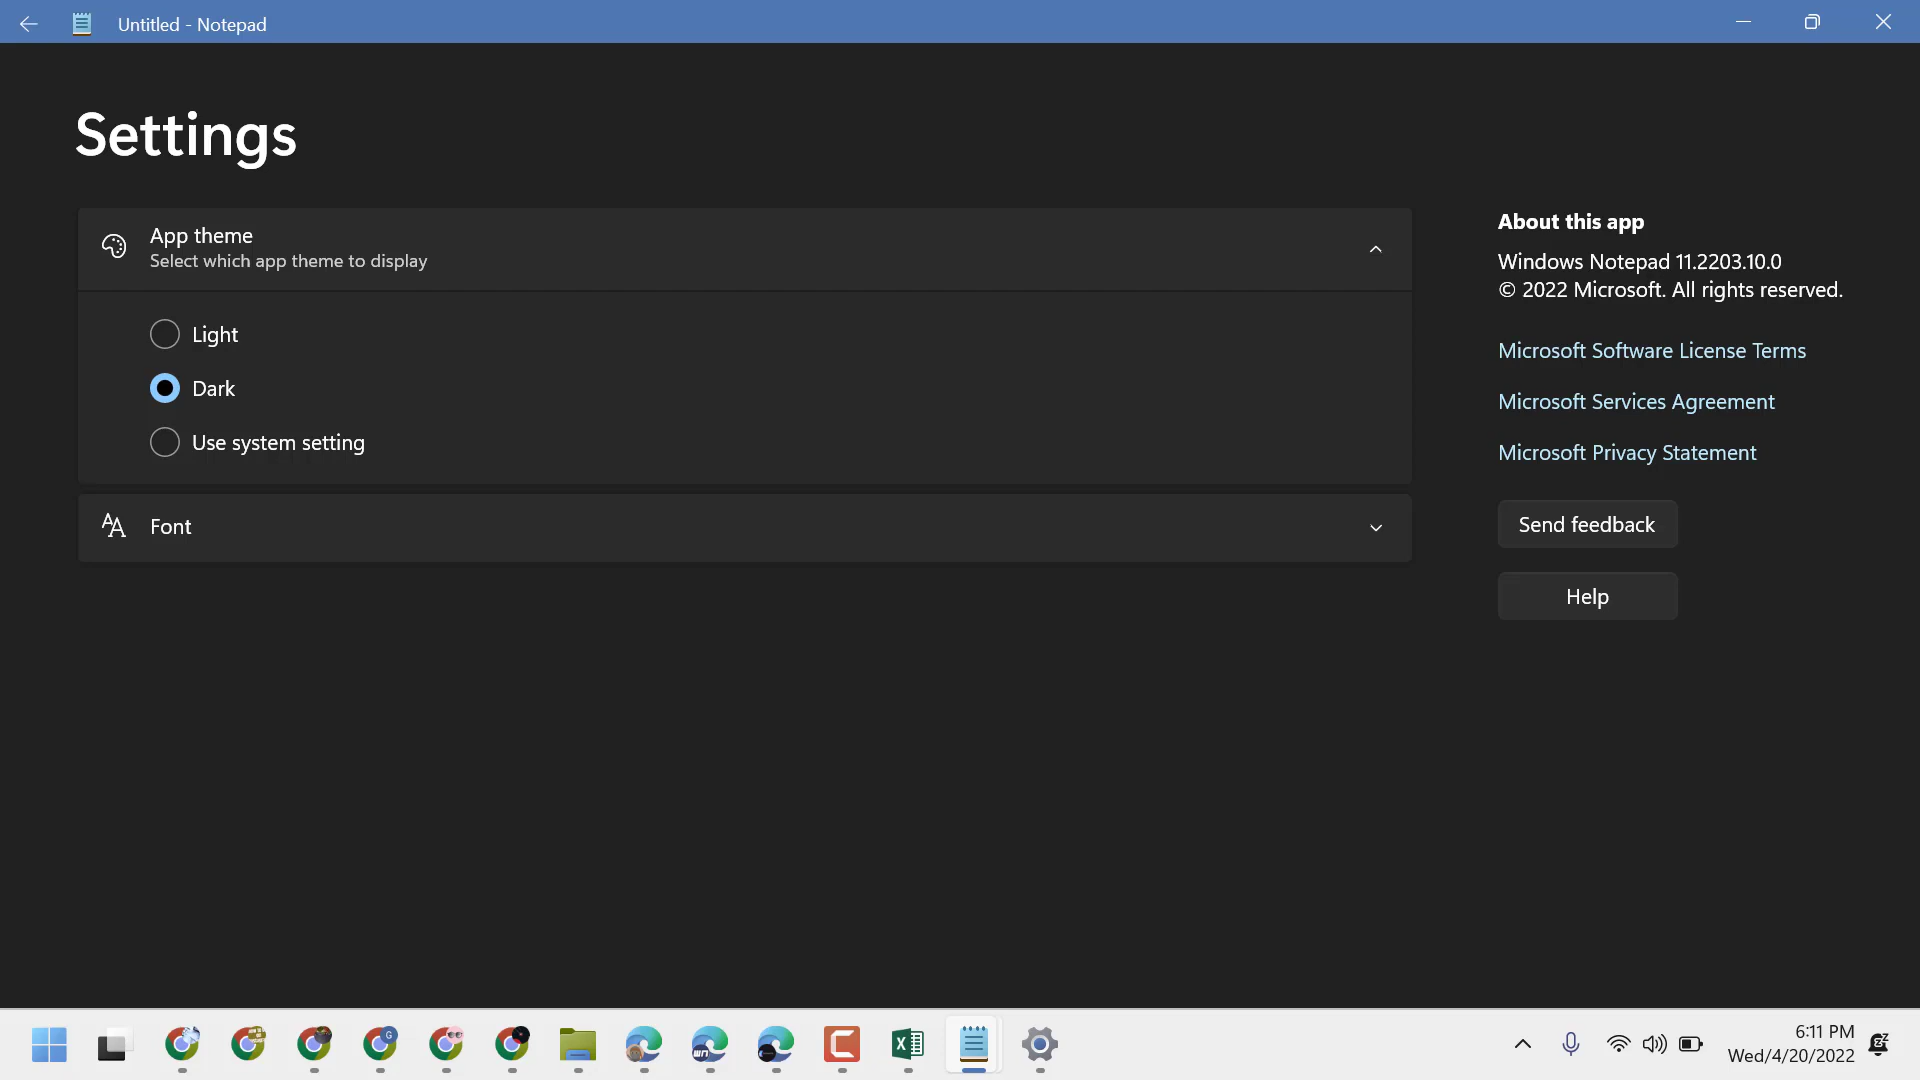 Untitled - Notepad
Settings
App theme
Select which app theme to display
Light
Dark
Use system setting
Font
About this app
Windows Notepad 11.2203.10.0
© 2022 Microsoft. All rights reserved.
Microsoft Software License Terms
Microsoft Services Agreement
Microsoft Privacy Statement
Send feedback
Help
6:11 PM
Wed/4/20/2022